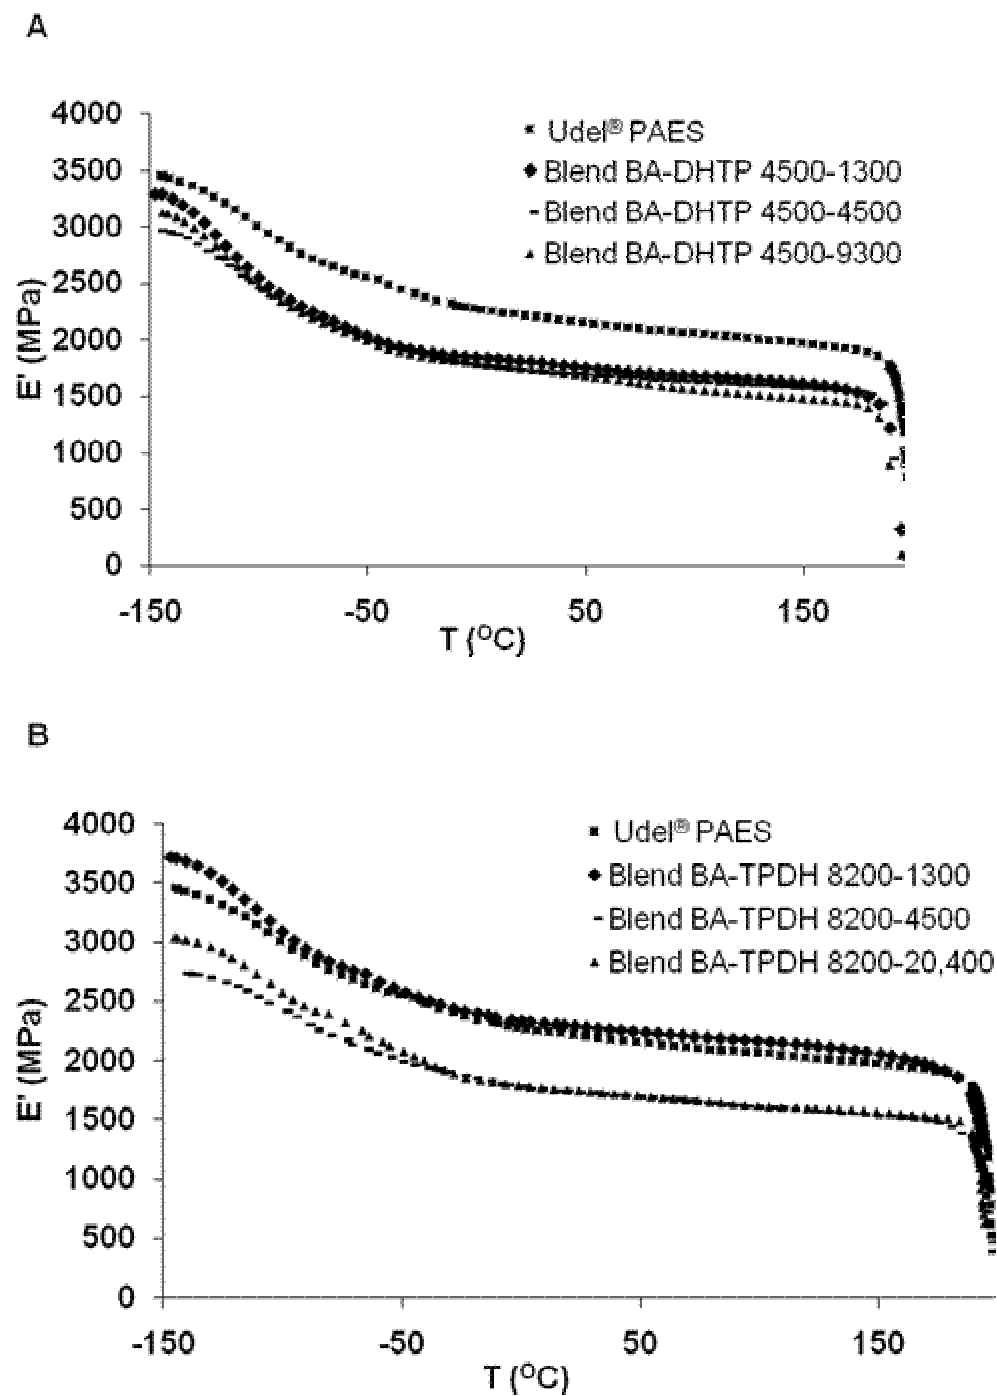 A
4000
3500
3000
2500
2000
1500
1000
500
0
E' (MPa)
Udel® PAES
Blend BA-DHTP 4500-1300
Blend BA-DHTP 4500-4500
Blend BA-DHTP 4500-9300
-150
-50
50
150
T (°C)
B
4000
3500
3000
2500
2000
1500
1000
500
0
E' (MPa)
Udel® PAES
Blend BA-TPDH 8200-1300
Blend BA-TPDH 8200-4500
Blend BA-TPDH 8200-20,400
-150
-50
50
150
T (°C)